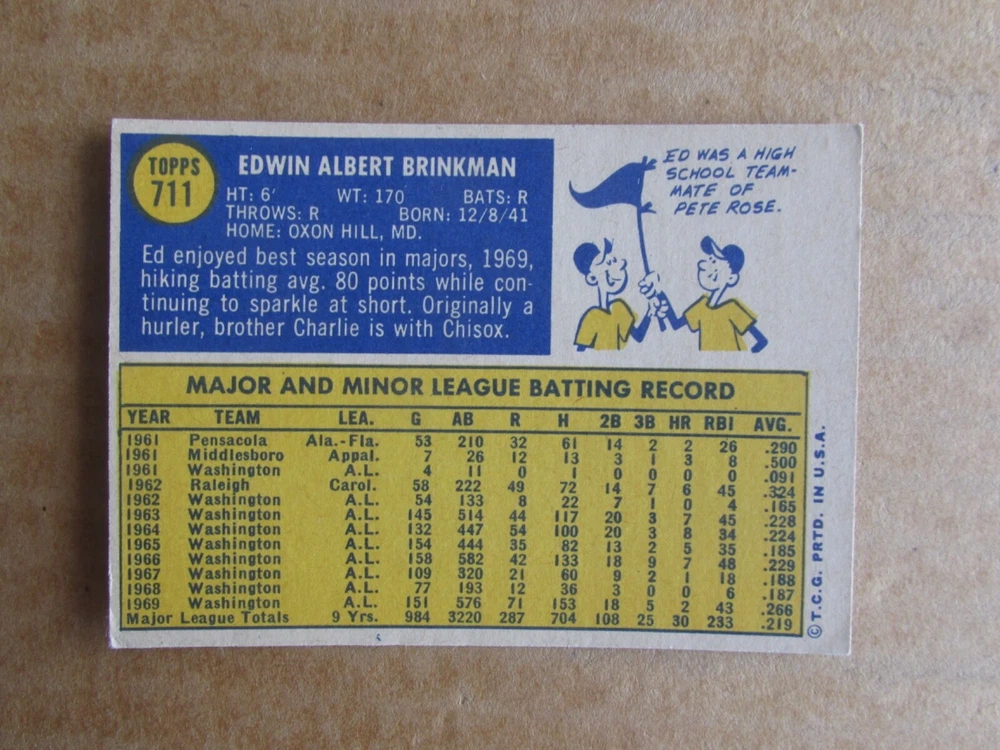 TOPPS
711
EDWIN ALBERT BRINKMAN
HT: 6' WT: 170 BATS: R
THROWS: R BORN: 12/8/41
HOME: OXON HILL, MD.
Ed enjoyed best season in majors, 1969,
hiking batting avg. 80 points while con-
tinuing to sparkle at short. Originally a
hurler, brother Charlie is with Chisox.
ED WAS A HIGH
SCHOOL TEAM-
MATE OF
PETE ROSE.
MAJOR AND MINOR LEAGUE BATTING RECORD
YEAR TEAM LEA. G AB R H 2B 3B HR RBI AVG.
1961 Pensacola Ala.-Fla. 53 210 32 61 14 2 2 26 .290
1961 Middlesboro Appal. 7 26 12 13 3 1 3 8 .500
1961 Washington A.L. 4 11 0 1 0 0 0 0 .091
1962 Raleigh Carol. 58 222 49 72 14 7 6 45 .324
1962 Washington A.L. 54 133 8 22 7 1 0 4 .165
1963 Washington A.L. 145 514 44 117 20 3 7 45 .228
1964 Washington A.L. 132 447 54 100 20 3 8 34 .224
1965 Washington A.L. 154 444 35 82 13 2 5 35 .185
1966 Washington A.L. 158 582 42 133 18 9 7 48 .229
1967 Washington A.L. 109 320 21 60 9 2 1 18 .188
1968 Washington A.L. 77 193 12 36 3 0 0 6 .187
1969 Washington A.L. 151 576 71 153 18 5 2 43 .266
Major League Totals 9 Yrs. 984 3220 287 704 108 25 30 233 .219
©T.C.G. PRTD. IN U.S.A.